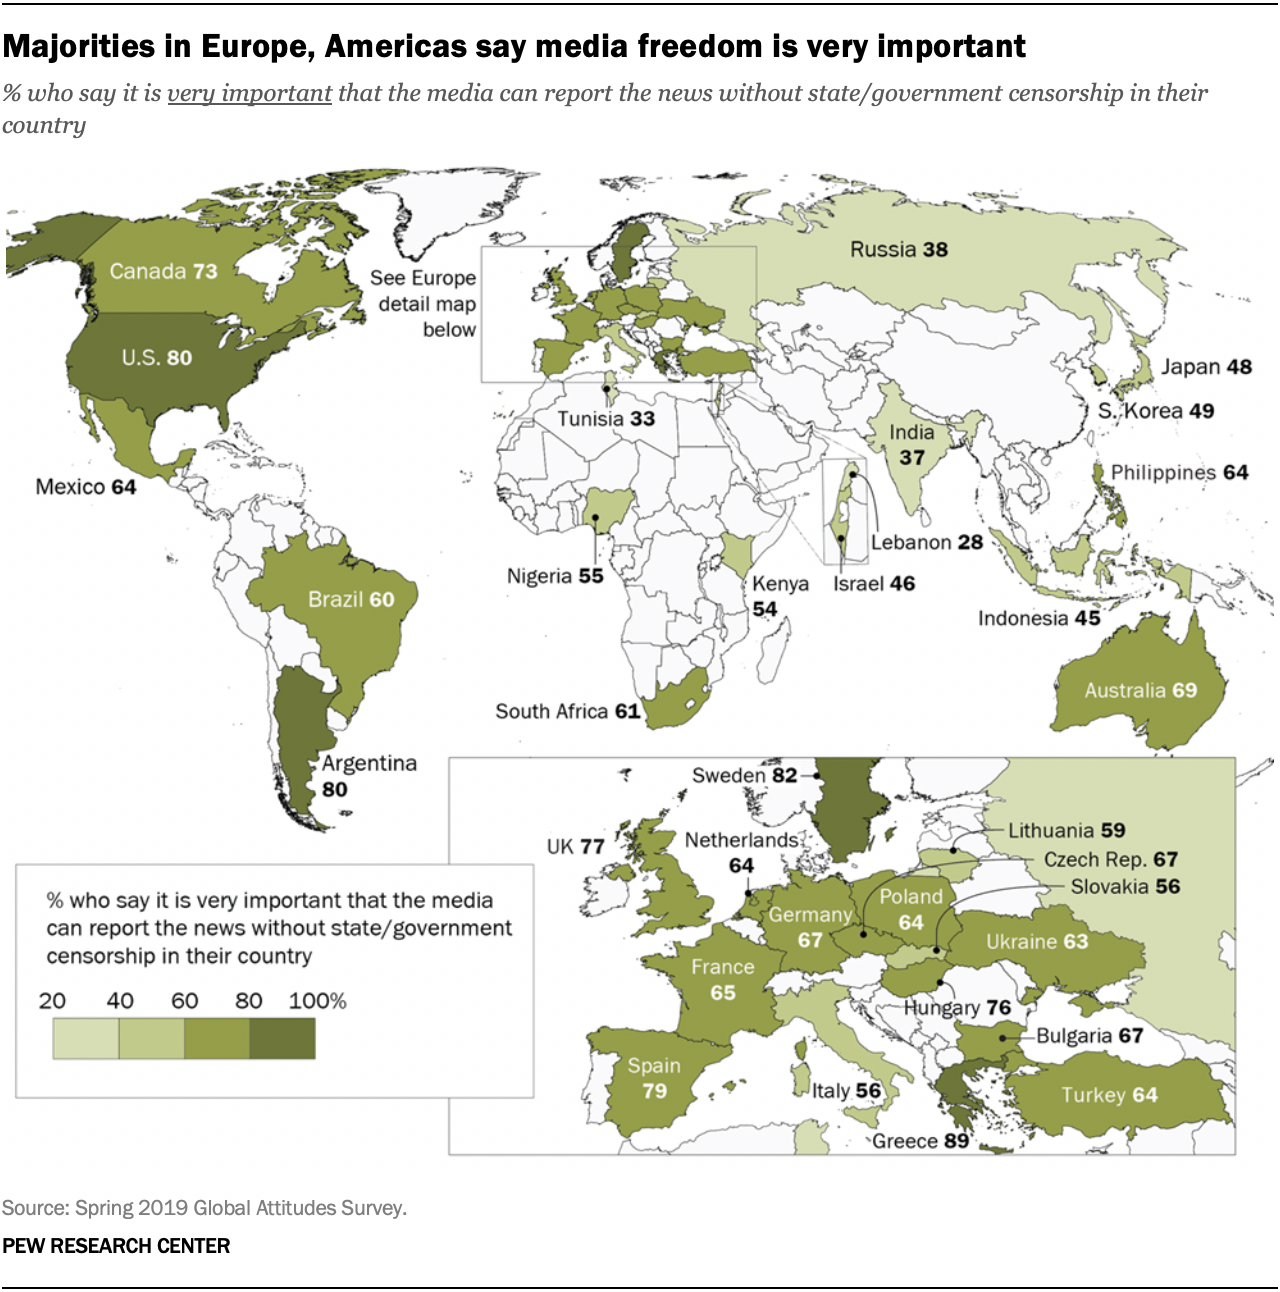 Majorities in Europe, Americas say media freedom is very important
% who say it is very important that the media can report the news without state/government censorship in their
country
Canada 73
Russia 38
See Europe
detail map
below
U.S. 80
Japan 48
S. Korea 49
Tunisia 33
India
37
Mexico 64
Philippines 64
Lebanon 28
Nigeria 55
Kenya
54
Israel 46
Brazil 60
Indonesia 45
Australia 69
South Africa 61
Argentina
80
Sweden 82
UK 77
Netherlands
64
Lithuania 59
Czech Rep. 67
Slovakia 56
Poland
64
Germany
67
Ukraine 63
France
65
Hungary 76
Bulgaria 67
Spain
79
Italy 56
Turkey 64
Greece 89
% who say it is very important that the media
can report the news without state/government
censorship in their country
20 40 60 80 100%
Source: Spring 2019 Global Attitudes Survey.
PEW RESEARCH CENTER